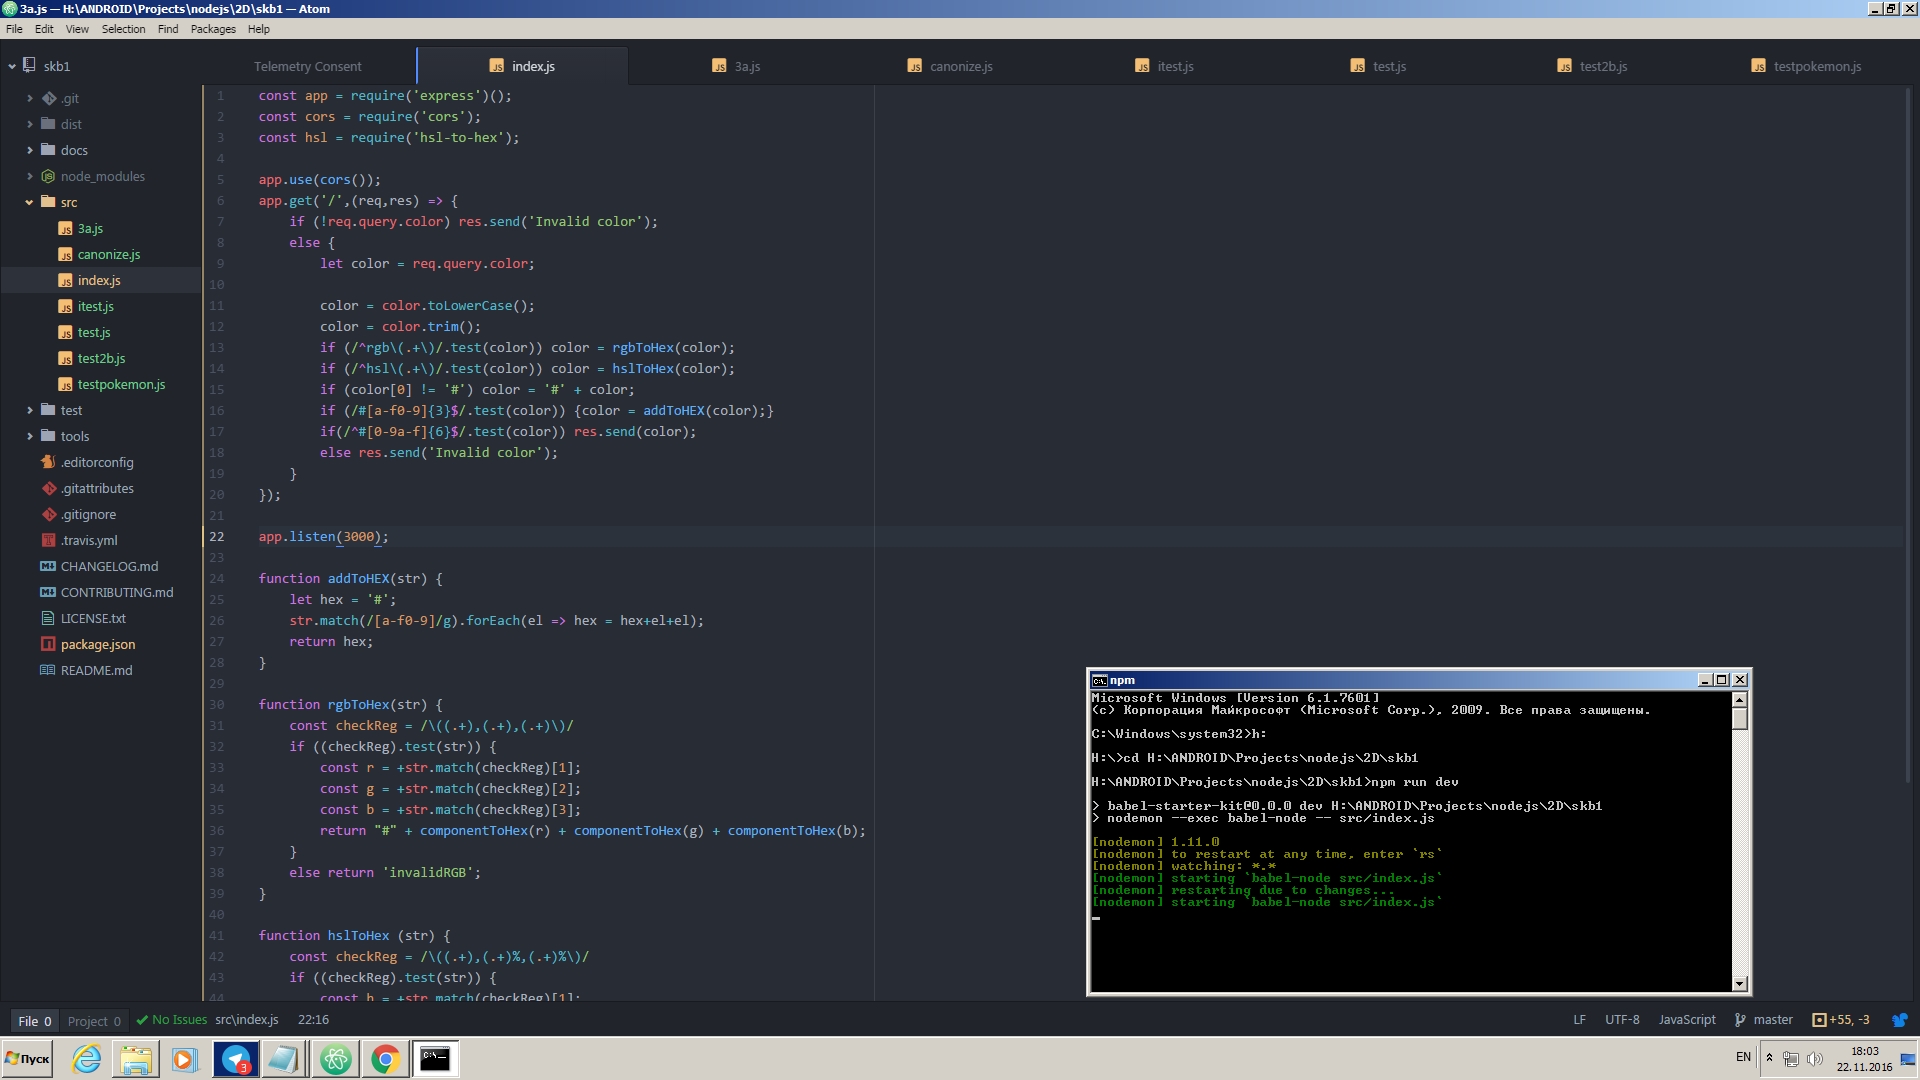 3a.js — H:\ANDROID\Projects\nodejs\2D\skb1 — Atom
File Edit View Selection Find Packages Help
skb1
Telemetry Consent index.js 3a.js canonize.js itest.js test.js test2b.js testpokemon.js
.git
dist
docs
node_modules
src
3a.js
canonize.js
index.js
itest.js
test.js
test2b.js
testpokemon.js
test
tools
.editorconfig
.gitattributes
.gitignore
.travis.yml
CHANGELOG.md
CONTRIBUTING.md
LICENSE.txt
package.json
README.md
1 const app = require('express')();
2 const cors = require('cors');
3 const hsl = require('hsl-to-hex');
4
5 app.use(cors());
6 app.get('/',(req,res) => {
7 if (!req.query.color) res.send('Invalid color');
8 else {
9 let color = req.query.color;
10
11 color = color.toLowerCase();
12 color = color.trim();
13 if (/^rgb\(.+\)/.test(color)) color = rgbToHex(color);
14 if (/^hsl\(.+\)/.test(color)) color = hslToHex(color);
15 if (color[0] != '#') color = '#' + color;
16 if (/#[a-f0-9]{3}$/.test(color)) {color = addToHEX(color);}
17 if(/^#[0-9a-f]{6}$/.test(color)) res.send(color);
18 else res.send('Invalid color');
19 }
20 });
21
22 app.listen(3000);
23
24 function addToHEX(str) {
25 let hex = '#';
26 str.match(/[a-f0-9]/g).forEach(el => hex = hex+el+el);
27 return hex;
28 }
29
30 function rgbToHex(str) {
31 const checkReg = /\((.+),(.+),(.+)\)/
32 if ((checkReg).test(str)) {
33 const r = +str.match(checkReg)[1];
34 const g = +str.match(checkReg)[2];
35 const b = +str.match(checkReg)[3];
36 return "#" + componentToHex(r) + componentToHex(g) + componentToHex(b);
37 }
38 else return 'invalidRGB';
39 }
40
41 function hslToHex (str) {
42 const checkReg = /\((.+),(.+)%,(.+)%\)/
43 if ((checkReg).test(str)) {
44 const h = +str.match(checkReg)[1];
npm
Microsoft Windows [Version 6.1.7601]
(c) Корпорация Майкрософт (Microsoft Corp.), 2009. Все права защищены.
C:\Windows\system32>h:
H:\>cd H:\ANDROID\Projects\nodejs\2D\skb1
H:\ANDROID\Projects\nodejs\2D\skb1>npm run dev
> babel-starter-kit@0.0.0 dev H:\ANDROID\Projects\nodejs\2D\skb1
> nodemon --exec babel-node -- src/index.js
[nodemon] 1.11.0
[nodemon] to restart at any time, enter `rs`
[nodemon] watching: *.*
[nodemon] starting `babel-node src/index.js`
[nodemon] restarting due to changes...
[nodemon] starting `babel-node src/index.js`
File 0 Project 0 No Issues src\index.js 22:16 LF UTF-8 JavaScript master +55, -3
Пуск 3 EN 18:03
22.11.2016